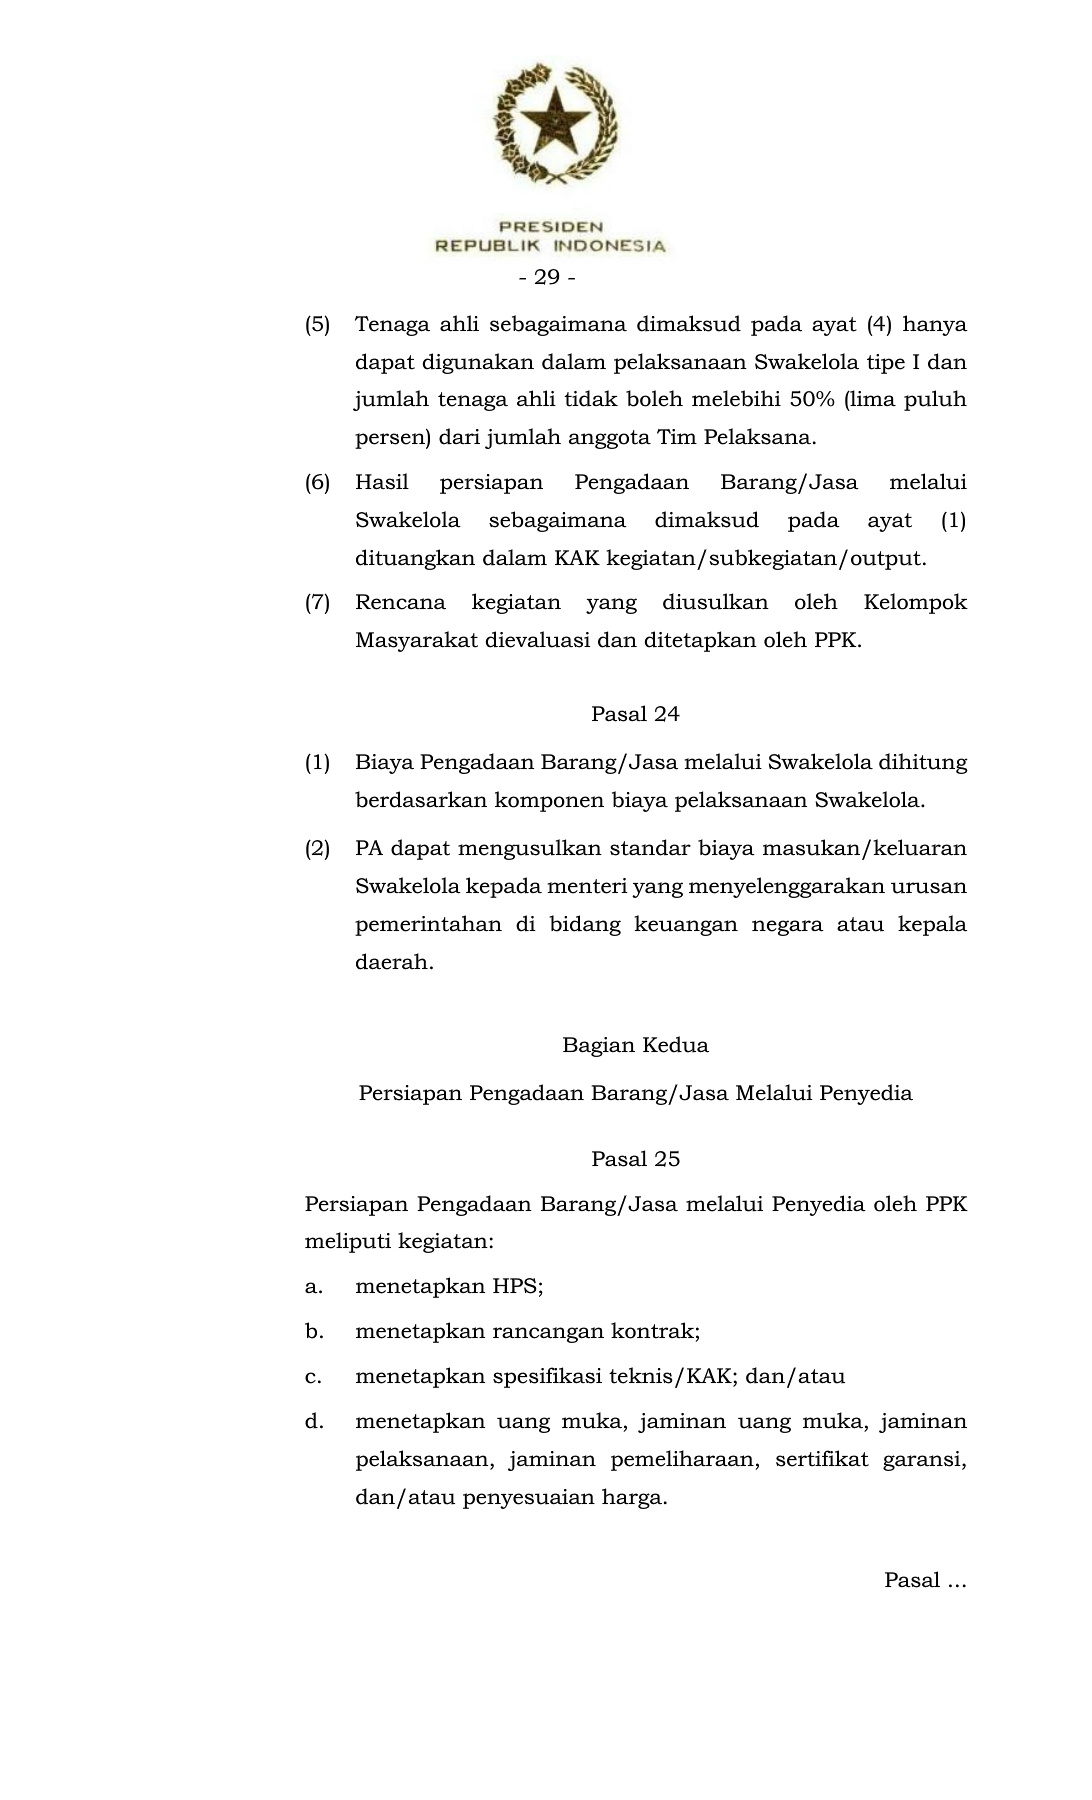 PRESIDEN
REPUBLIK INDONESIA
- 29 -
(5) Tenaga ahli sebagaimana dimaksud pada ayat (4) hanya
dapat digunakan dalam pelaksanaan Swakelola tipe I dan
jumlah tenaga ahli tidak boleh melebihi 50% (lima puluh
persen) dari jumlah anggota Tim Pelaksana.
(6) Hasil persiapan Pengadaan Barang/Jasa melalui
Swakelola sebagaimana dimaksud pada ayat (1)
dituangkan dalam KAK kegiatan/subkegiatan/output.
(7) Rencana kegiatan yang diusulkan oleh Kelompok
Masyarakat dievaluasi dan ditetapkan oleh PPK.
Pasal 24
(1) Biaya Pengadaan Barang/Jasa melalui Swakelola dihitung
berdasarkan komponen biaya pelaksanaan Swakelola.
(2) PA dapat mengusulkan standar biaya masukan/keluaran
Swakelola kepada menteri yang menyelenggarakan urusan
pemerintahan di bidang keuangan negara atau kepala
daerah.
Bagian Kedua
Persiapan Pengadaan Barang/Jasa Melalui Penyedia
Pasal 25
Persiapan Pengadaan Barang/Jasa melalui Penyedia oleh PPK
meliputi kegiatan:
a. menetapkan HPS;
b. menetapkan rancangan kontrak;
c. menetapkan spesifikasi teknis/KAK; dan/atau
d. menetapkan uang muka, jaminan uang muka, jaminan
pelaksanaan, jaminan pemeliharaan, sertifikat garansi,
dan/atau penyesuaian harga.
Pasal ...